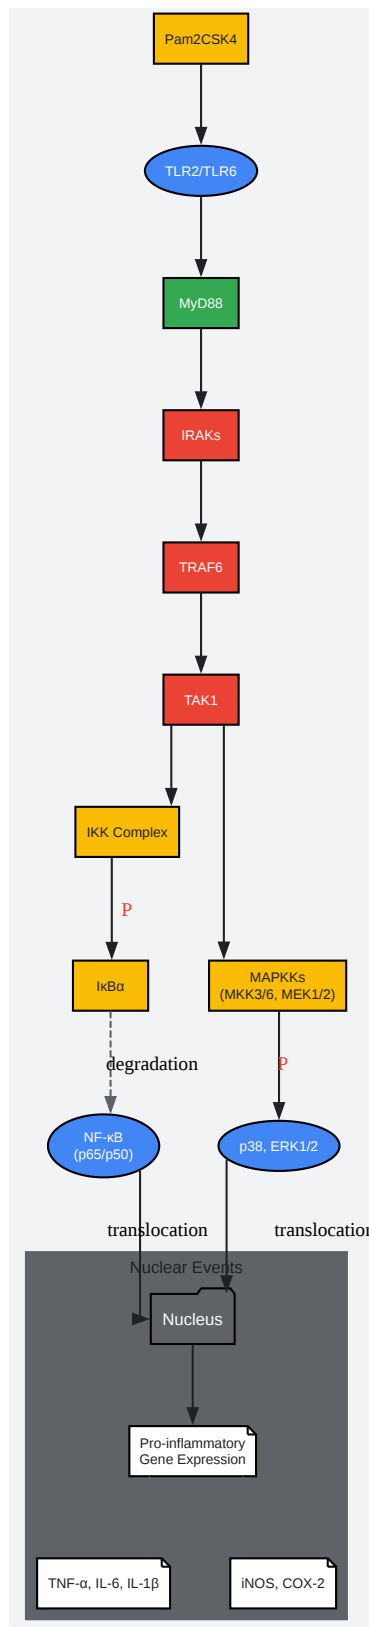 Pam2CSK4
TLR2/TLR6
MyD88
IRAKs
TRAF6
TAK1
IKK Complex
P
IκBα
MAPKKs
(MKK3/6, MEK1/2)
degradation
P
NF-κB
(p65/p50)
p38, ERK1/2
translocation
translocation
Nuclear Events
Nucleus
Pro-inflammatory
Gene Expression
TNF-α, IL-6, IL-1β
iNOS, COX-2